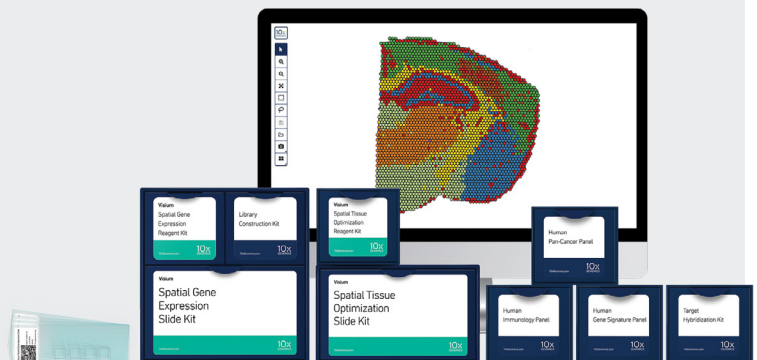 10x
Visium
Spatial Gene
Expression
Reagent Kit
10x
GENOMICS
Library
Construction Kit
10x
GENOMICS
Visium
Spatial Tissue
Optimization
Reagent Kit
10x
GENOMICS
Visium
Spatial Gene
Expression
Slide Kit
10x
GENOMICS
Visium
Spatial Tissue
Optimization
Slide Kit
10x
GENOMICS
Human
Pan-Cancer Panel
10x
GENOMICS
Human
Immunology Panel
10x
GENOMICS
Human
Gene Signature Panel
10x
GENOMICS
Target
Hybridization Kit
10x
GENOMICS